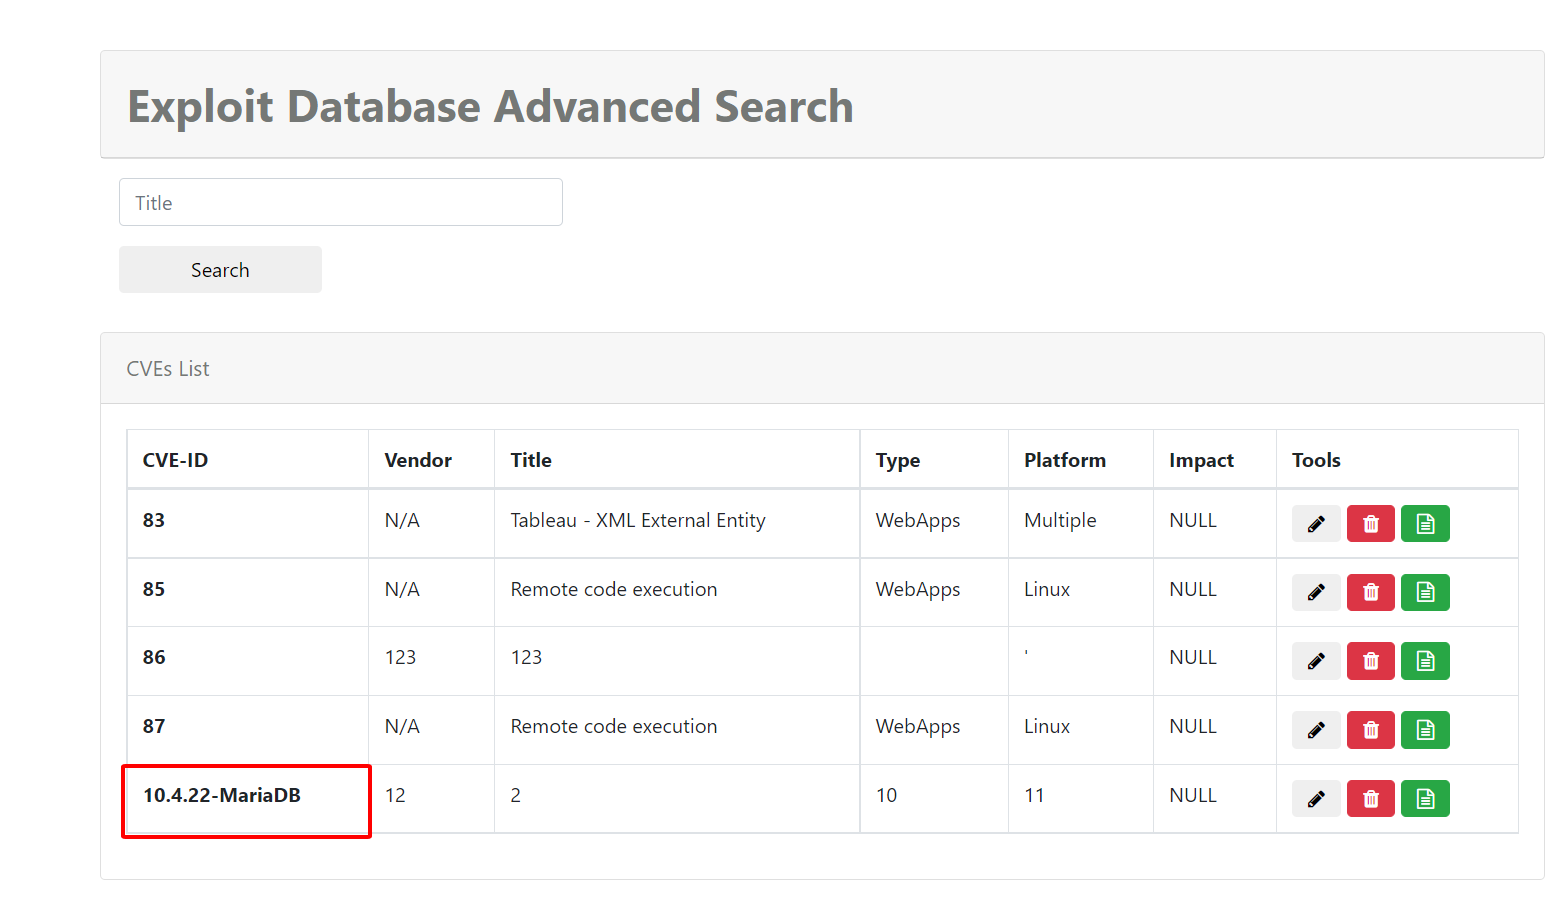 Exploit Database Advanced Search
Title
Search
CVEs List
CVE-ID Vendor Title Type Platform Impact Tools
83 N/A Tableau - XML External Entity WebApps Multiple NULL
85 N/A Remote code execution WebApps Linux NULL
86 123 123 ' NULL
87 N/A Remote code execution WebApps Linux NULL
10.4.22-MariaDB 12 2 10 11 NULL